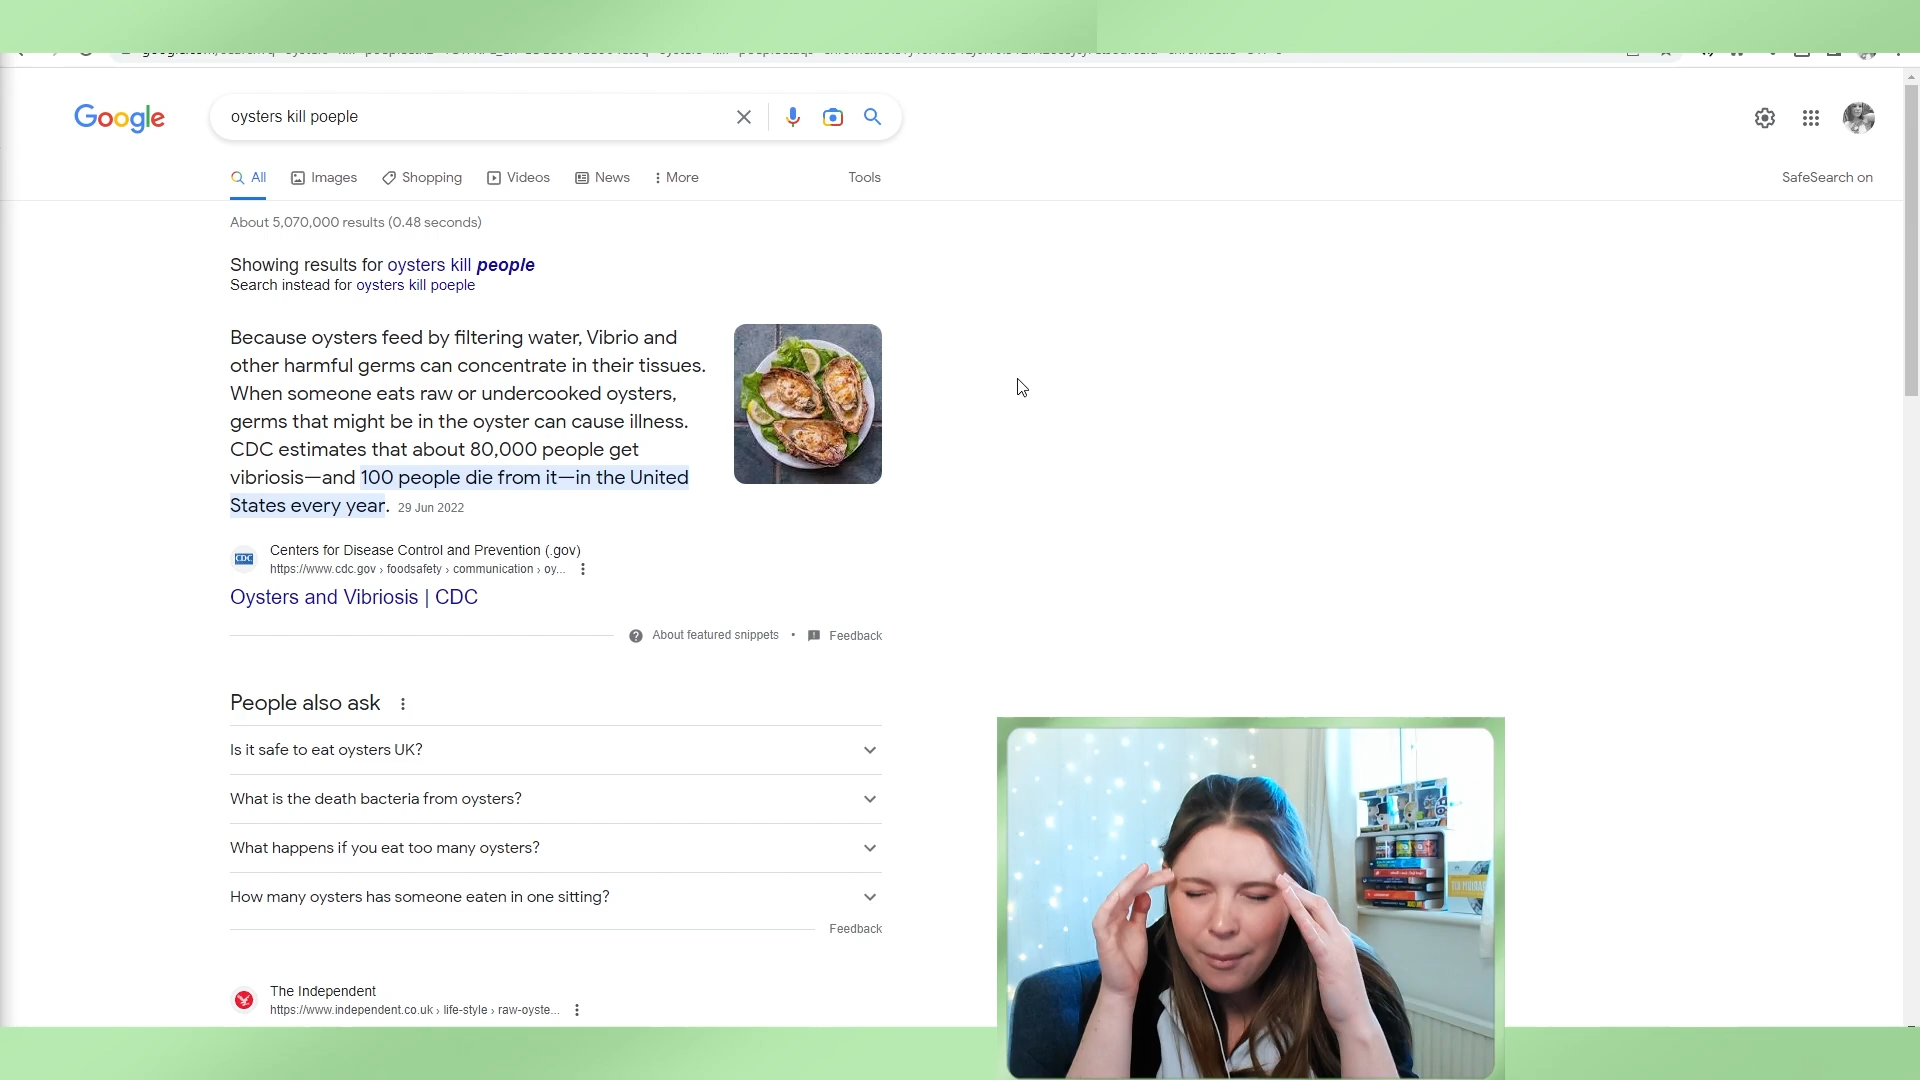 Google
oysters kill poeple
All
Images
Shopping
Videos
News
More
Tools
SafeSearch on
About 5,070,000 results (0.48 seconds)
Showing results for oysters kill people
Search instead for oysters kill poeple
Because oysters feed by filtering water, Vibrio and
other harmful germs can concentrate in their tissues.
When someone eats raw or undercooked oysters,
germs that might be in the oyster can cause illness.
CDC estimates that about 80,000 people get
vibriosis—and 100 people die from it—in the United
States every year. 29 Jun 2022
CDC
Centers for Disease Control and Prevention (.gov)
https://www.cdc.gov › foodsafety › communication › oy...
Oysters and Vibriosis | CDC
About featured snippets • Feedback
People also ask
Is it safe to eat oysters UK?
What is the death bacteria from oysters?
What happens if you eat too many oysters?
How many oysters has someone eaten in one sitting?
Feedback
The Independent
https://www.independent.co.uk › life-style › raw-oyste...